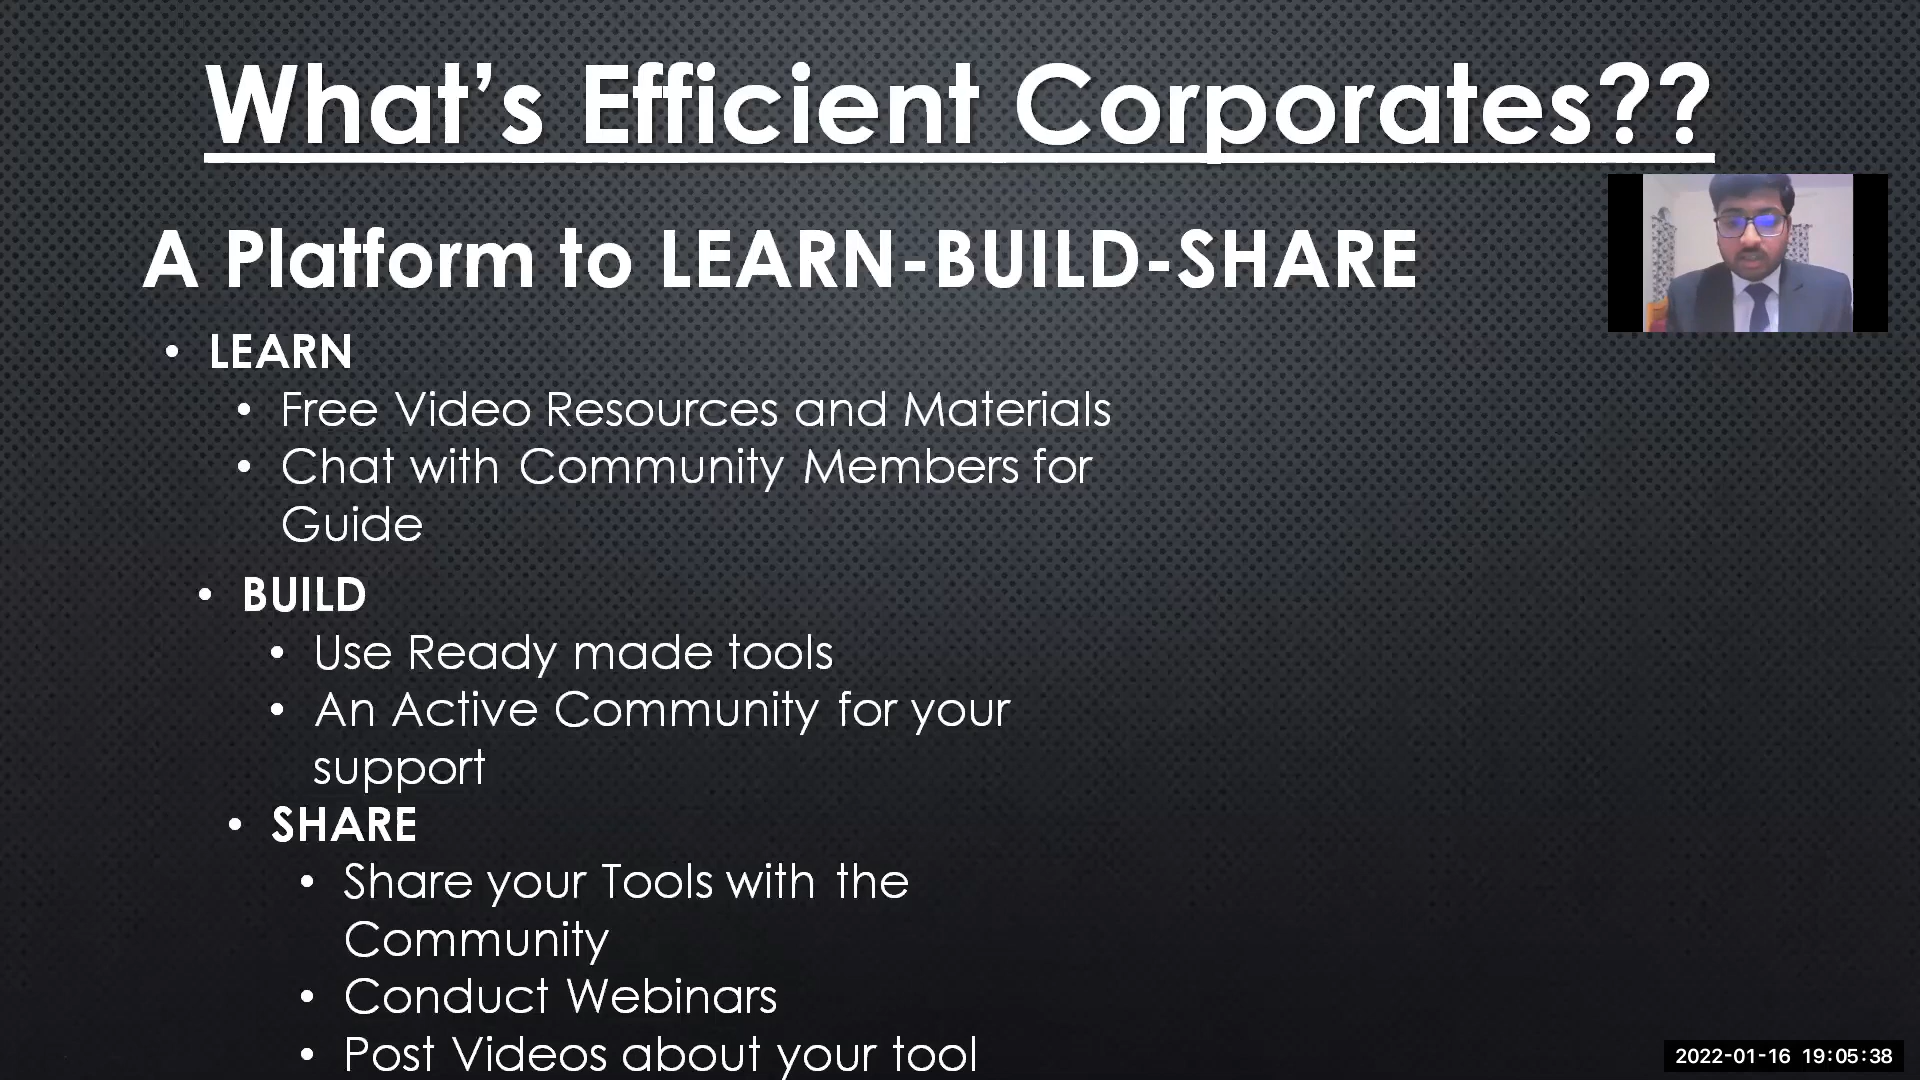 What’s Efficient Corporates??
A Platform to LEARN-BUILD-SHARE
• LEARN
• Free Video Resources and Materials
• Chat with Community Members for
Guide
• BUILD
• Use Ready made tools
• An Active Community for your
support
• SHARE
• Share your Tools with the
Community
• Conduct Webinars
• Post Videos about your tool
2022-01-16 19:05:38